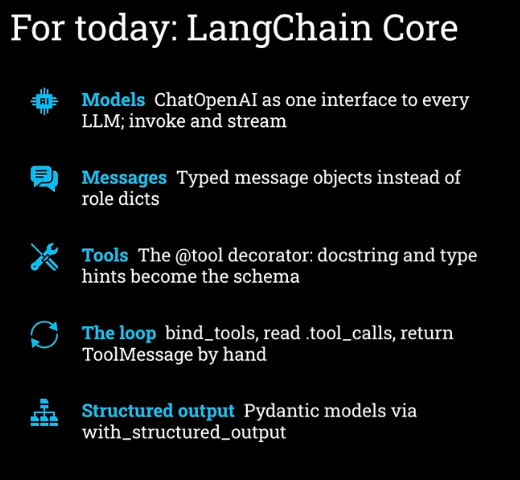 For today: LangChain Core
AI
Models ChatOpenAI as one interface to every
LLM; invoke and stream
Messages Typed message objects instead of
role dicts
Tools The @tool decorator: docstring and type
hints become the schema
The loop bind_tools, read .tool_calls, return
ToolMessage by hand
Structured output Pydantic models via
with_structured_output